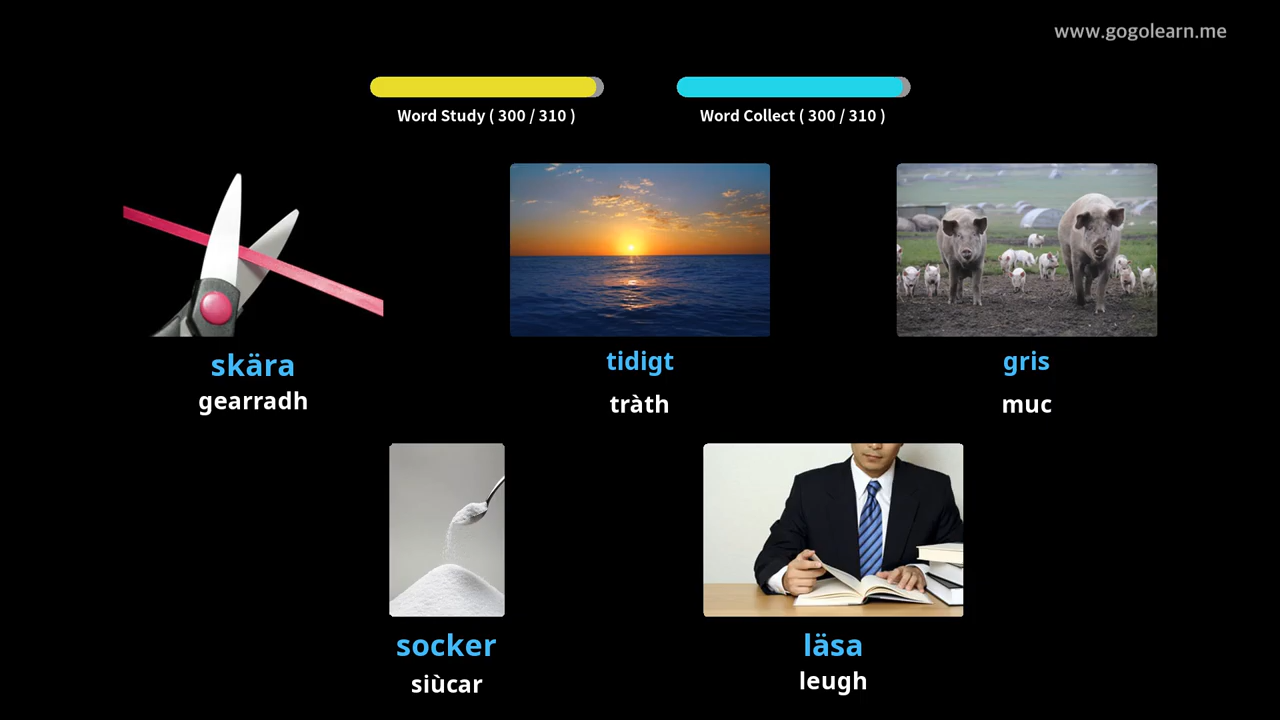 www.gogolearn.me
Word Study ( 300 / 310 )
Word Collect ( 300 / 310 )
skära
gearradh
tidigt
tràth
gris
muc
socker
siùcar
läsa
leugh